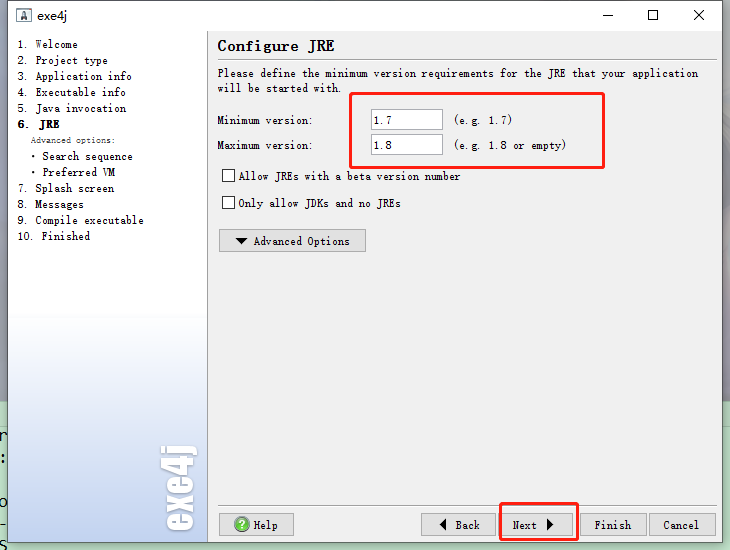 exe4j
1. Welcome
2. Project type
3. Application info
4. Executable info
5. Java invocation
6. JRE
Advanced options:
• Search sequence
• Preferred VM
7. Splash screen
8. Messages
9. Compile executable
10. Finished
exe4j
Configure JRE
Please define the minimum version requirements for the JRE that your application
will be started with.
Minimum version: 1.7 (e.g. 1.7)
Maximum version: 1.8 (e.g. 1.8 or empty)
Allow JREs with a beta version number
Only allow JDKs and no JREs
Advanced Options
Help Back Next Finish Cancel